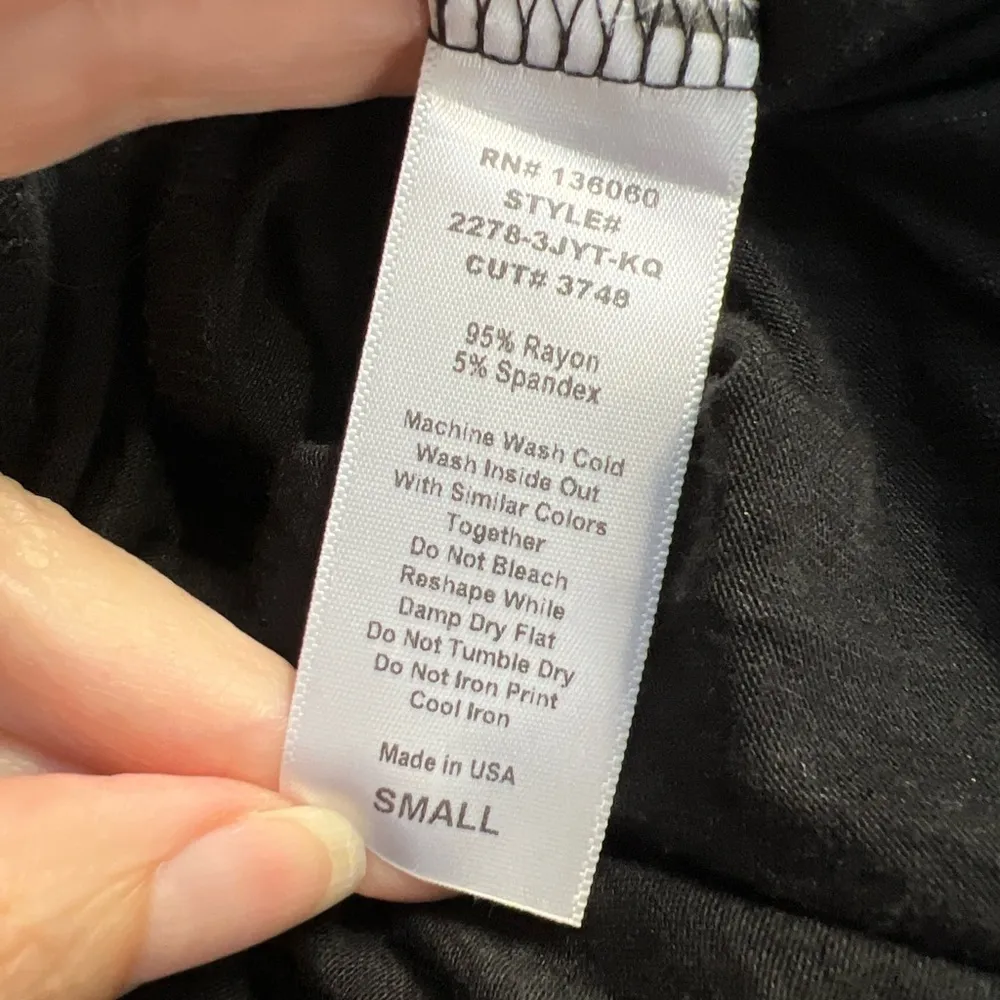 RN# 136060
STYLE#
2278-3JYT-KQ
CUT# 3748
95% Rayon
5% Spandex
Machine Wash Cold
Wash Inside Out
With Similar Colors
Together
Do Not Bleach
Reshape While
Damp Dry Flat
Do Not Tumble Dry
Do Not Iron Print
Cool Iron
Made in USA
SMALL